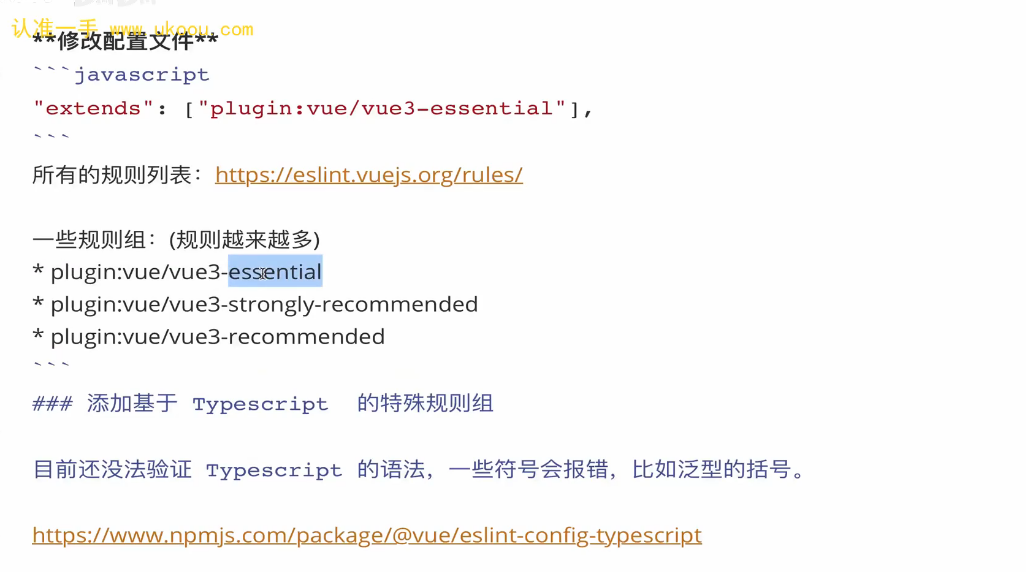 认准一手 www.ukoou.com
**修改配置文件**
```javascript
"extends": ["plugin:vue/vue3-essential"],
```
所有的规则列表：https://eslint.vuejs.org/rules/
一些规则组：(规则越来越多)
* plugin:vue/vue3-essential
* plugin:vue/vue3-strongly-recommended
* plugin:vue/vue3-recommended
```
### 添加基于 Typescript  的特殊规则组
目前还没法验证 Typescript 的语法，一些符号会报错，比如泛型的括号。
https://www.npmjs.com/package/@vue/eslint-config-typescript